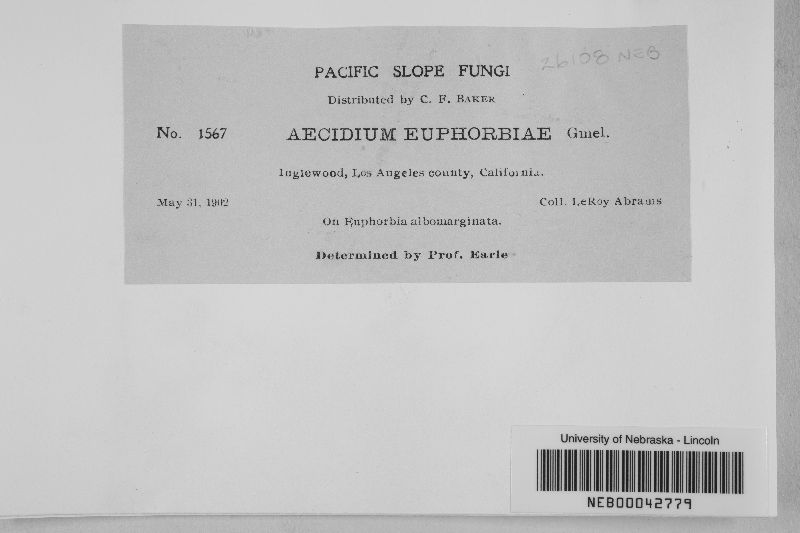 26108 NEB
PACIFIC SLOPE FUNGI
Distributed by C. F. BAKER
No. 1567 AECIDIUM EUPHORBIAE Gmel.
Inglewood, Los Angeles county, California.
May 31, 1902 Coll. LeRoy Abrams
On Euphorbia albomarginata.
Determined by Prof. Earle
University of Nebraska - Lincoln
NEB00042779